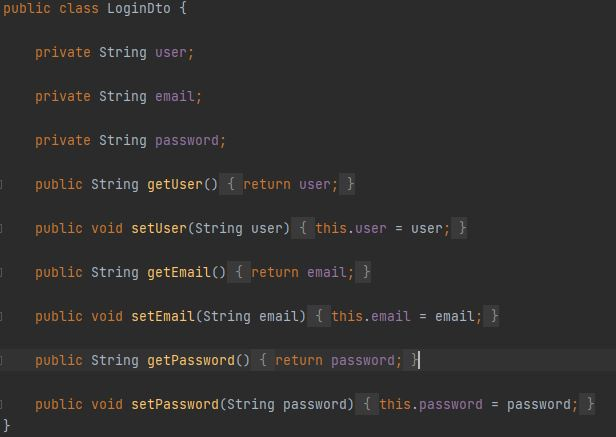 public class LoginDto {
private String user;
private String email;
private String password;
public String getUser() { return user; }
public void setUser(String user) { this.user = user; }
public String getEmail() { return email; }
public void setEmail(String email) { this.email = email; }
public String getPassword() { return password; }
public void setPassword(String password) { this.password = password; }
}